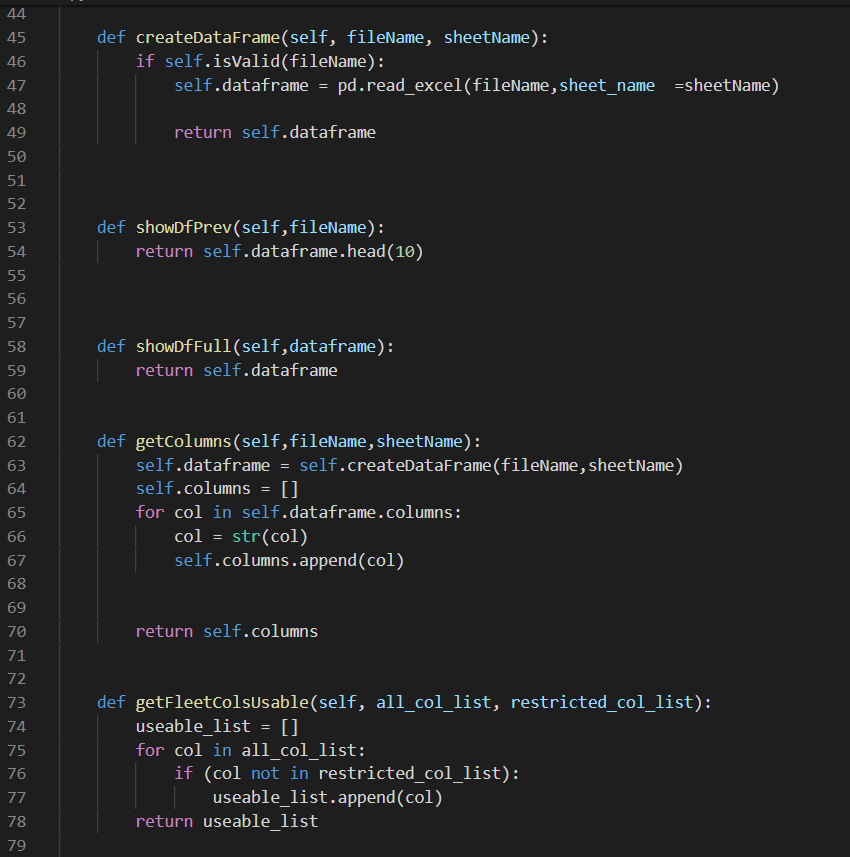 44
45 def createDataFrame(self, fileName, sheetName):
46 if self.isValid(fileName):
47 self.dataframe = pd.read_excel(fileName,sheet_name  =sheetName)
48
49 return self.dataframe
50
51
52
53 def showDfPrev(self,fileName):
54 return self.dataframe.head(10)
55
56
57
58 def showDfFull(self,dataframe):
59 return self.dataframe
60
61
62 def getColumns(self,fileName,sheetName):
63 self.dataframe = self.createDataFrame(fileName,sheetName)
64 self.columns = []
65 for col in self.dataframe.columns:
66 col = str(col)
67 self.columns.append(col)
68
69
70 return self.columns
71
72
73 def getFleetColsUsable(self, all_col_list, restricted_col_list):
74 useable_list = []
75 for col in all_col_list:
76 if (col not in restricted_col_list):
77 useable_list.append(col)
78 return useable_list
79